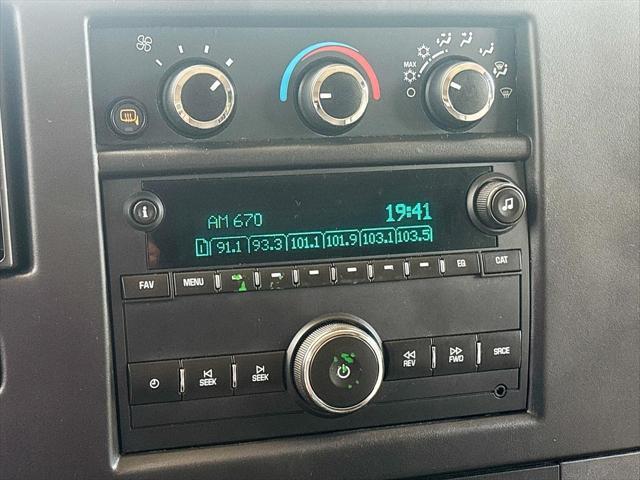 MAX
AM 670 19:41
1 91.1 93.3 101.1 101.9 103.1 103.5
FAV MENU EQ CAT
SEEK SEEK REV FWD SRCE